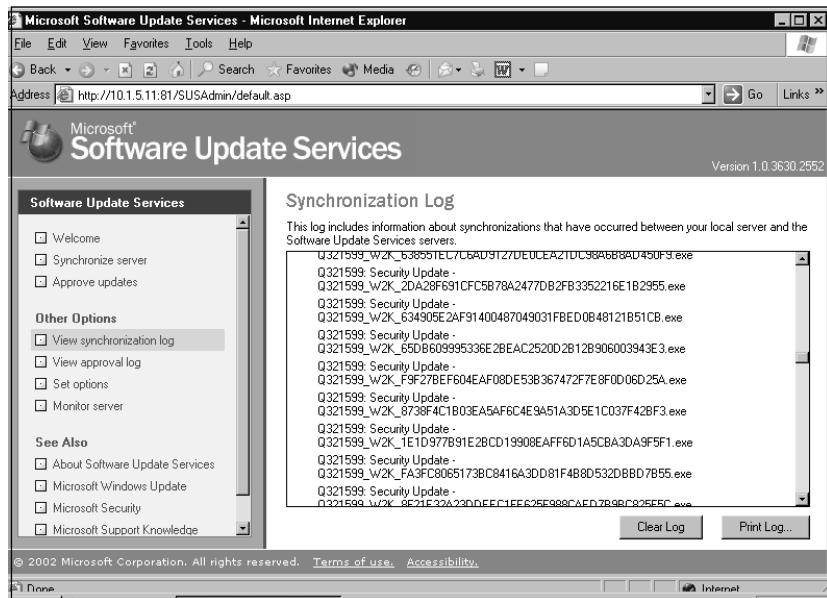 Microsoft Software Update Services - Microsoft Internet Explorer
File Edit View Favorites Tools Help
Back Search Favorites Media
Address http://10.1.5.11:81/SUSAdmin/default.asp Go Links »
Microsoft®
Software Update Services
Version 1.0.3630.2552
Software Update Services
Welcome
Synchronize server
Approve updates
Other Options
View synchronization log
View approval log
Set options
Monitor server
See Also
About Software Update Services
Microsoft Windows Update
Microsoft Security
Microsoft Support Knowledge
Synchronization Log
This log includes information about synchronizations that have occurred between your local server and the
Software Update Services servers.
Q321599_W2K_638551EC7C6AD9127DE0CEA21DC98A6B8AD450F9.exe
Q321599: Security Update -
Q321599_W2K_2DA28F691CFC5B78A2477DB2FB3352216E1B2955.exe
Q321599: Security Update -
Q321599_W2K_634905E2AF91400487049031FBED0B48121B51CB.exe
Q321599: Security Update -
Q321599_W2K_65DB609995336E2BEAC2520D2B12B906003943E3.exe
Q321599: Security Update -
Q321599_W2K_F9F27BEF604EAF08DE53B367472F7E8F0D06D25A.exe
Q321599: Security Update -
Q321599_W2K_8738F4C1B03EA5AF6C4E9A51A3D5E1C037F42BF3.exe
Q321599: Security Update -
Q321599_W2K_1E1D977B91E2BCD19908EAFF6D1A5CBA3DA9F5F1.exe
Q321599: Security Update -
Q321599_W2K_FA3FC8065173BC8416A3DD81F4B8D532DBBD7B55.exe
Q321599: Security Update -
Clear Log Print Log...
© 2002 Microsoft Corporation. All rights reserved. Terms of use. Accessibility.
Done Internet